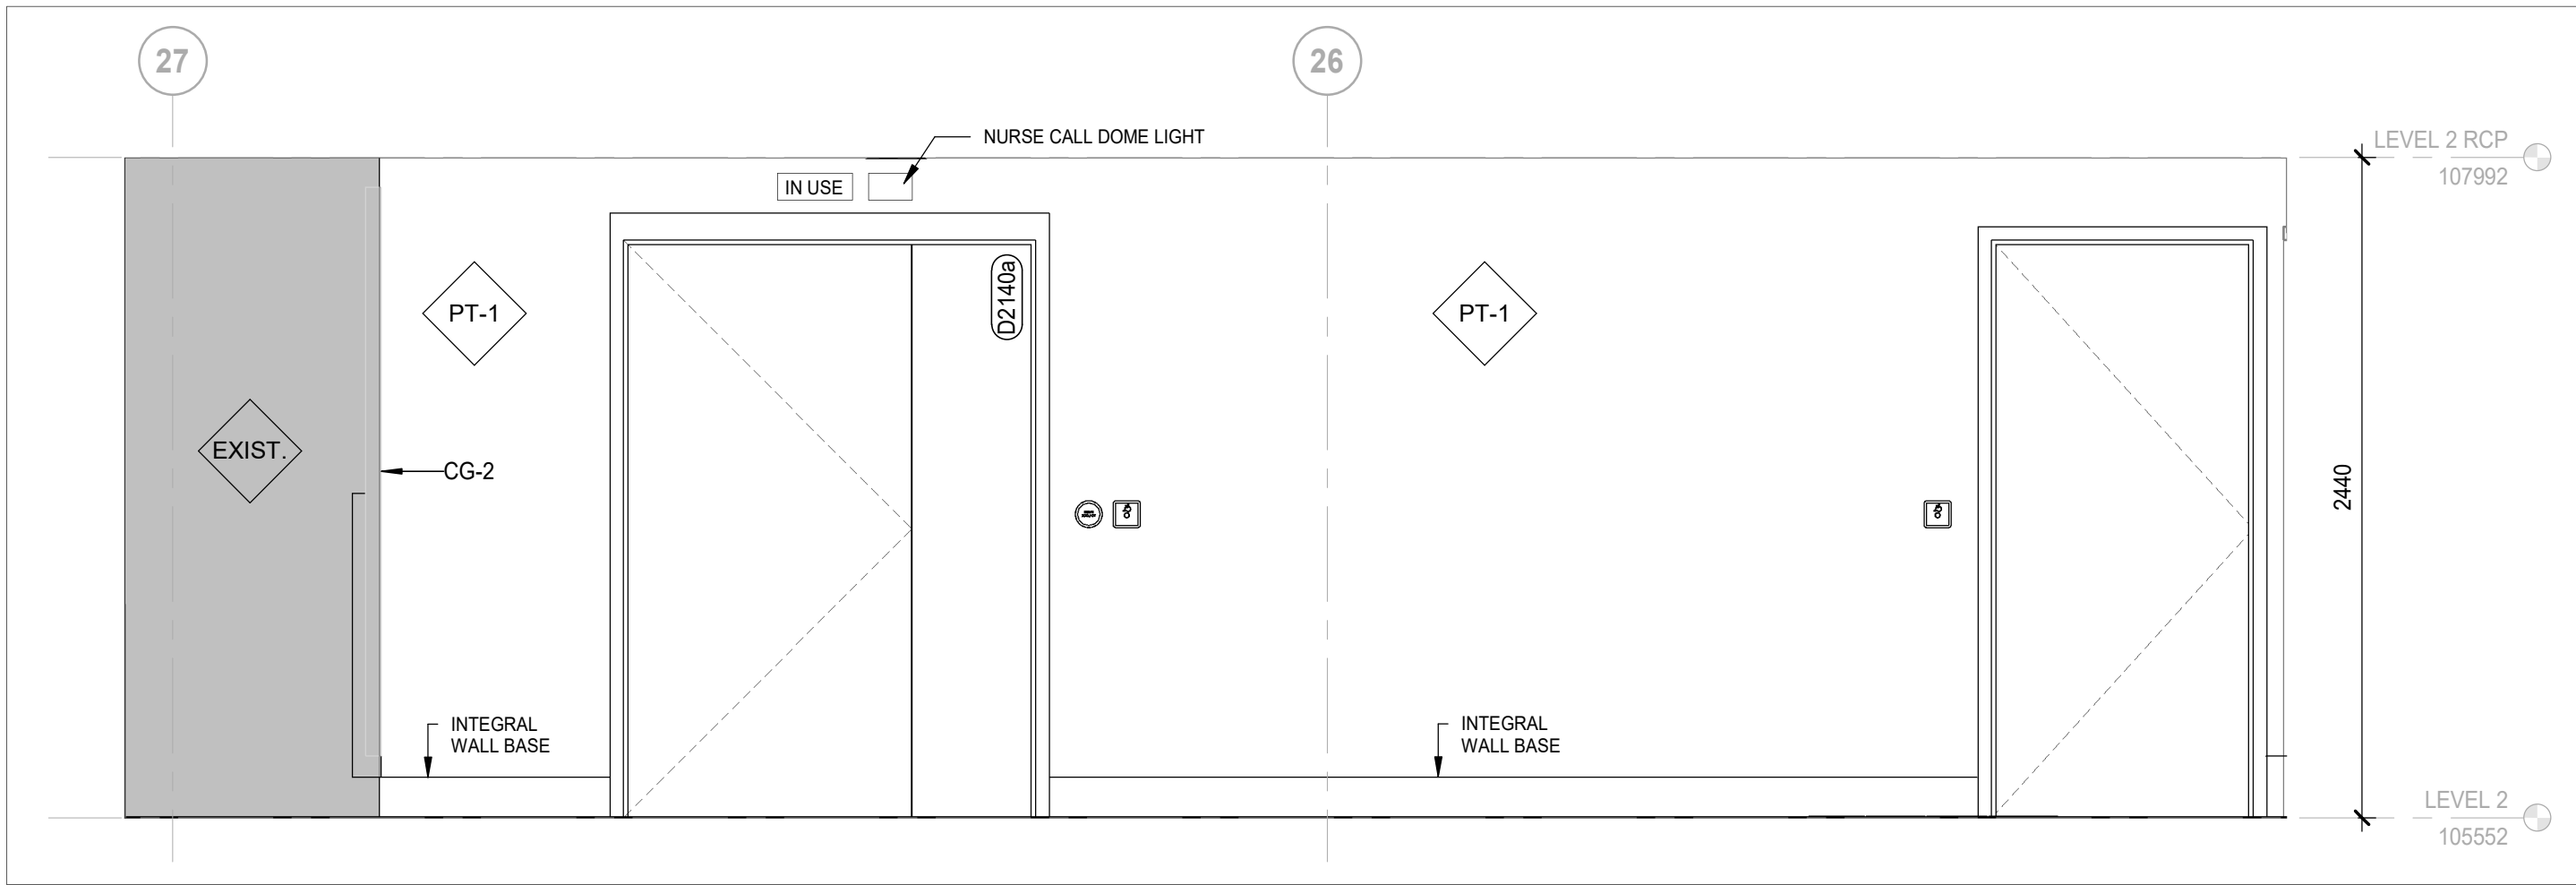 27
26
NURSE CALL DOME LIGHT
LEVEL 2 RCP
107992
IN USE
PT-1
D2140a
PT-1
EXIST.
CG-2
2440
INTEGRAL
WALL BASE
INTEGRAL
WALL BASE
LEVEL 2
105552